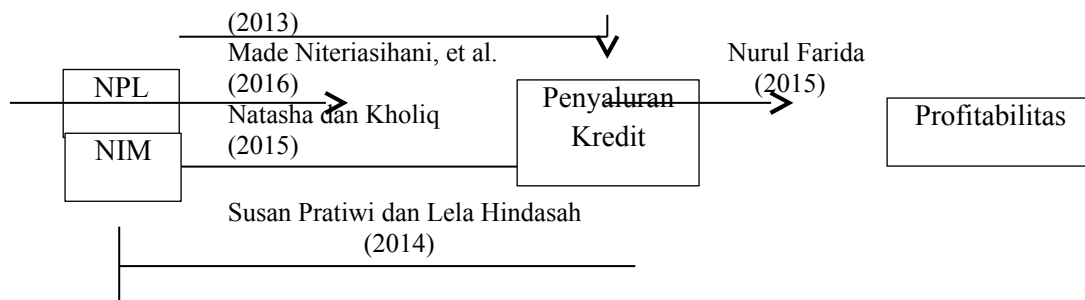 (2013)
Made Niteriasihani, et al.
(2016)
Natasha dan Kholiq
(2015)
NPL
NIM
Penyaluran
Kredit
Nurul Farida
(2015)
Profitabilitas
Susan Pratiwi dan Lela Hindasah
(2014)